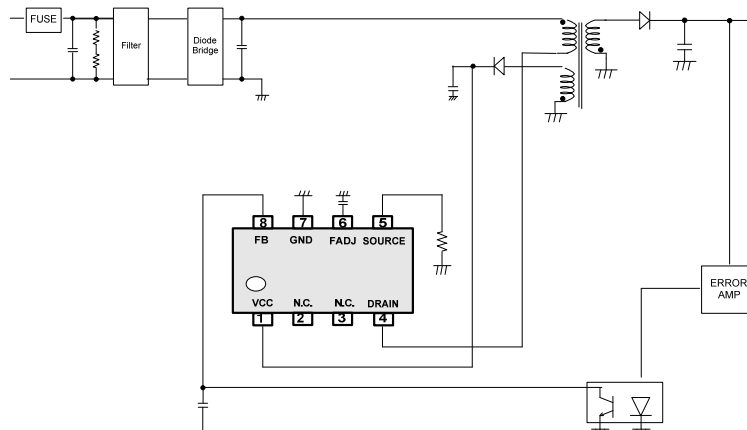 FUSE
Filter
Diode
Bridge
8
7
6
5
FB
GND
FADJ
SOURCE
VCC
N.C.
N.C.
DRAIN
1
2
3
4
ERROR
AMP